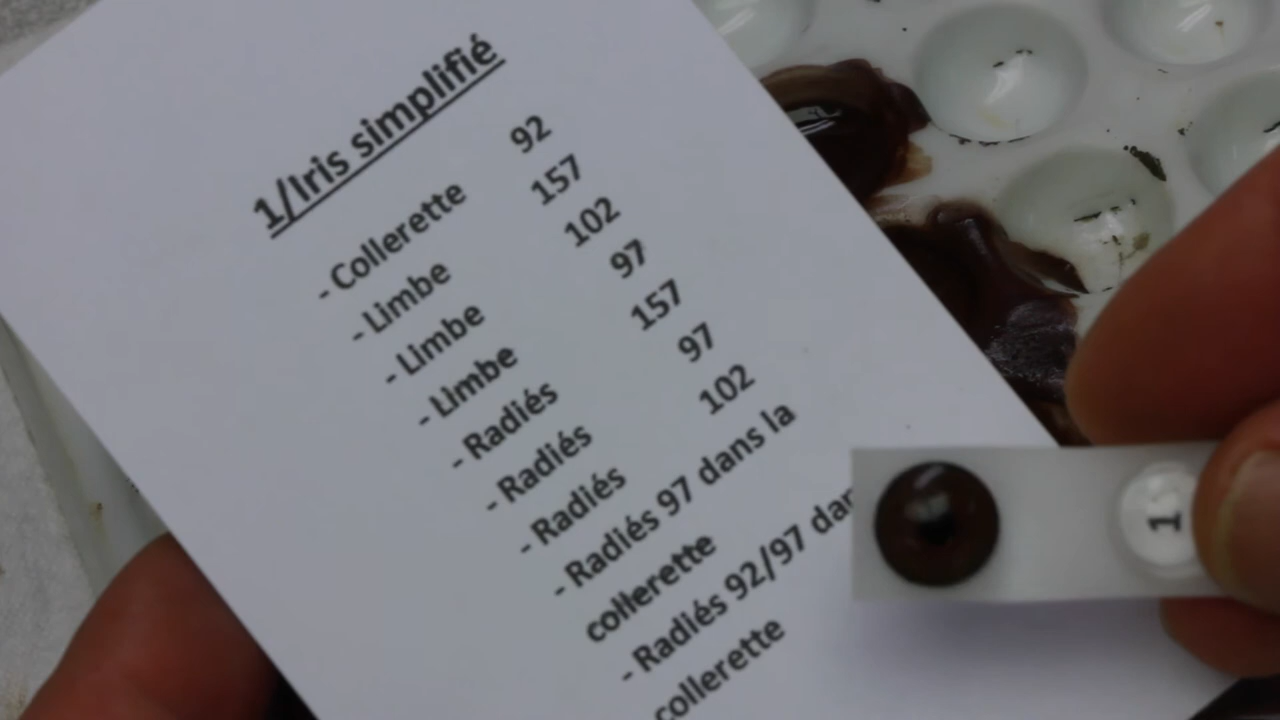 1/Iris simplifié
- Collerette 92
- Limbe 157
- Limbe 102
- Limbe 97
- Radiés 157
- Radiés 97
- Radiés 102
- Radiés 97 dans la
collerette
- Radiés 92/97
collerette
1